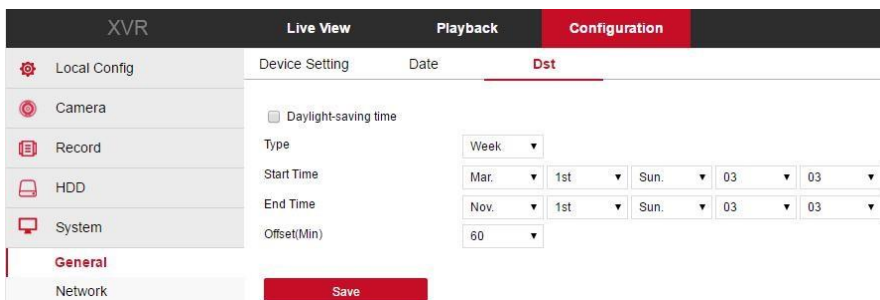 XVR Live View Playback Configuration
Local Config
Camera
Record
HDD
System
General
Network
Device Setting Date Dst
Daylight-saving time
Type Week
Start Time Mar. 1st Sun. 03 03
End Time Nov. 1st Sun. 03 03
Offset(Min) 60
Save